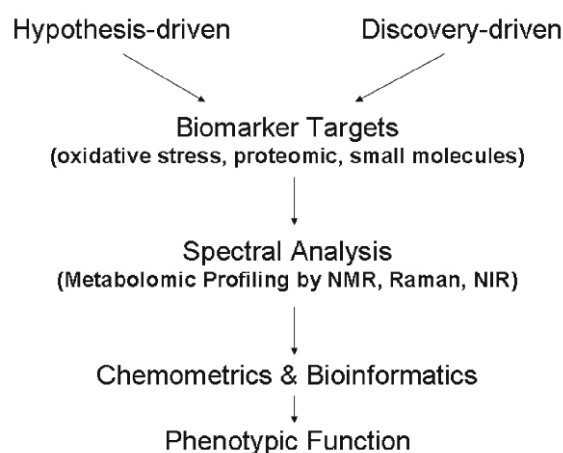 Hypothesis-driven Discovery-driven
Biomarker Targets
(oxidative stress, proteomic, small molecules)
Spectral Analysis
(Metabolomic Profiling by NMR, Raman, NIR)
Chemometrics & Bioinformatics
Phenotypic Function